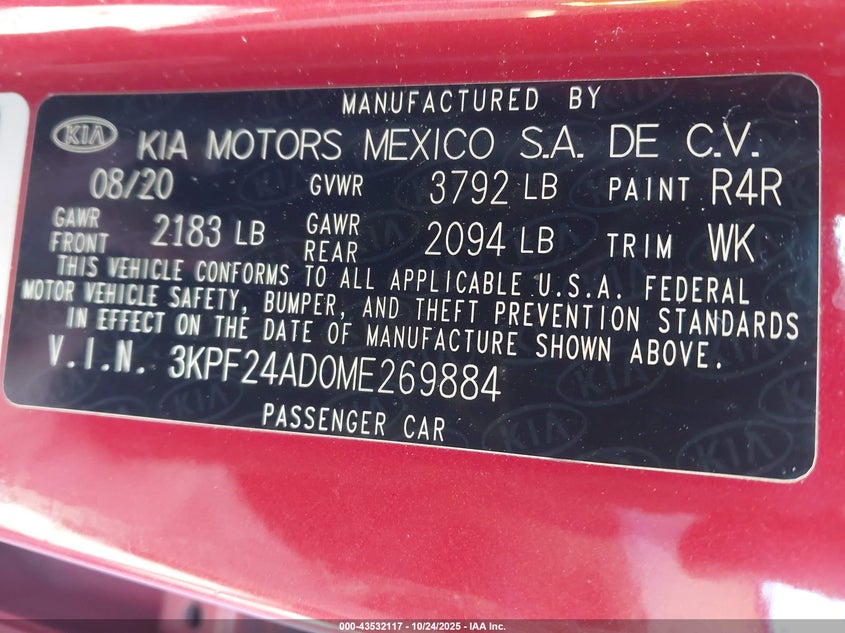 MANUFACTURED BY
KIA KIA MOTORS MEXICO S.A. DE C.V.
08/20 GVWR 3792 LB PAINT R4R
GAWR FRONT 2183 LB GAWR REAR 2094 LB TRIM WK
THIS VEHICLE CONFORMS TO ALL APPLICABLE U.S.A. FEDERAL
MOTOR VEHICLE SAFETY, BUMPER, AND THEFT PREVENTION STANDARDS
IN EFFECT ON THE DATE OF MANUFACTURE SHOWN ABOVE.
V.I.N. 3KPF24AD0ME269884
PASSENGER CAR
000-43532117 - 10/24/2025 - IAA Inc.